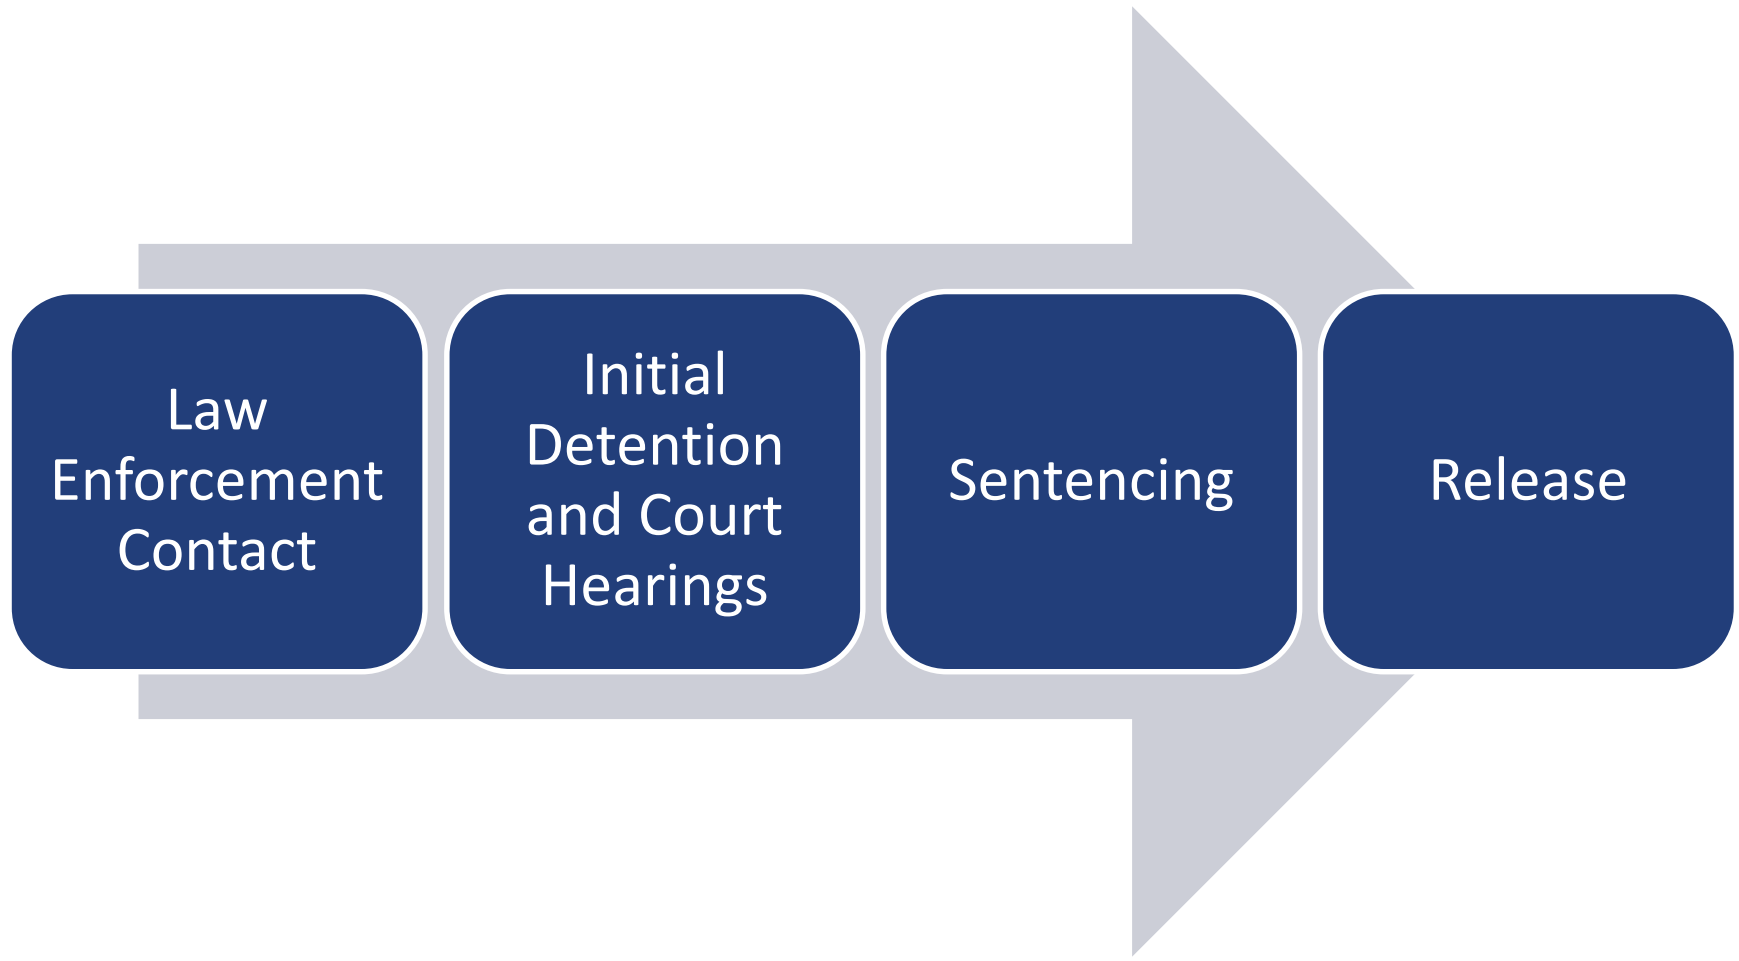 Law
Enforcement
Contact
Initial
Detention
and Court
Hearings
Sentencing
Release